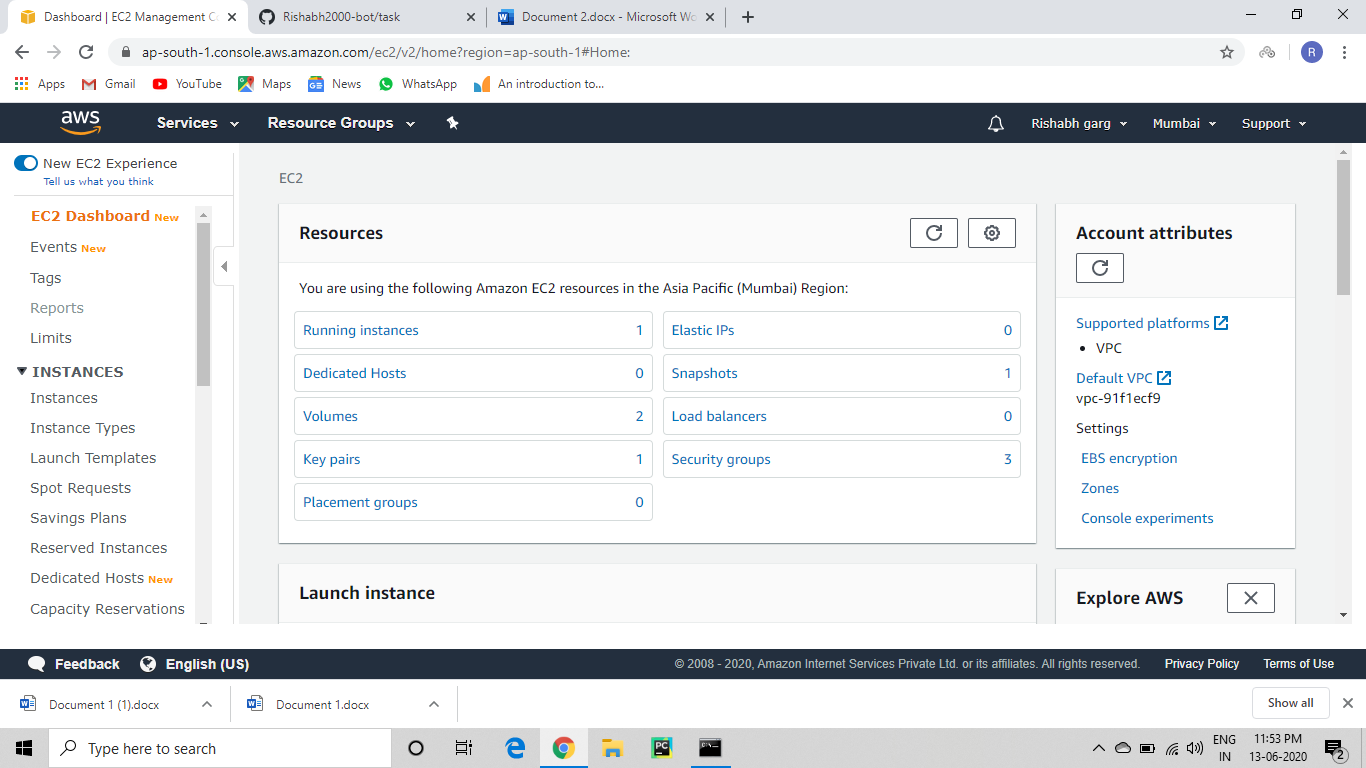 Dashboard | EC2 Management Co
Rishabh2000-bot/task
Document 2.docx - Microsoft Wo
ap-south-1.console.aws.amazon.com/ec2/v2/home?region=ap-south-1#Home:
R
Apps
Gmail
YouTube
Maps
News
WhatsApp
An introduction to...
aws
Services
Resource Groups
Rishabh garg
Mumbai
Support
New EC2 Experience
Tell us what you think
EC2 Dashboard New
Events New
Tags
Reports
Limits
INSTANCES
Instances
Instance Types
Launch Templates
Spot Requests
Savings Plans
Reserved Instances
Dedicated Hosts New
Capacity Reservations
EC2
Resources
You are using the following Amazon EC2 resources in the Asia Pacific (Mumbai) Region:
Running instances 1
Elastic IPs 0
Dedicated Hosts 0
Snapshots 1
Volumes 2
Load balancers 0
Key pairs 1
Security groups 3
Placement groups 0
Launch instance
Account attributes
Supported platforms
• VPC
Default VPC
vpc-91f1ecf9
Settings
EBS encryption
Zones
Console experiments
Explore AWS
Feedback
English (US)
© 2008 - 2020, Amazon Internet Services Private Ltd. or its affiliates. All rights reserved.
Privacy Policy
Terms of Use
Document 1 (1).docx
Document 1.docx
Show all
Type here to search
PC
ENG
IN
11:53 PM
13-06-2020
2